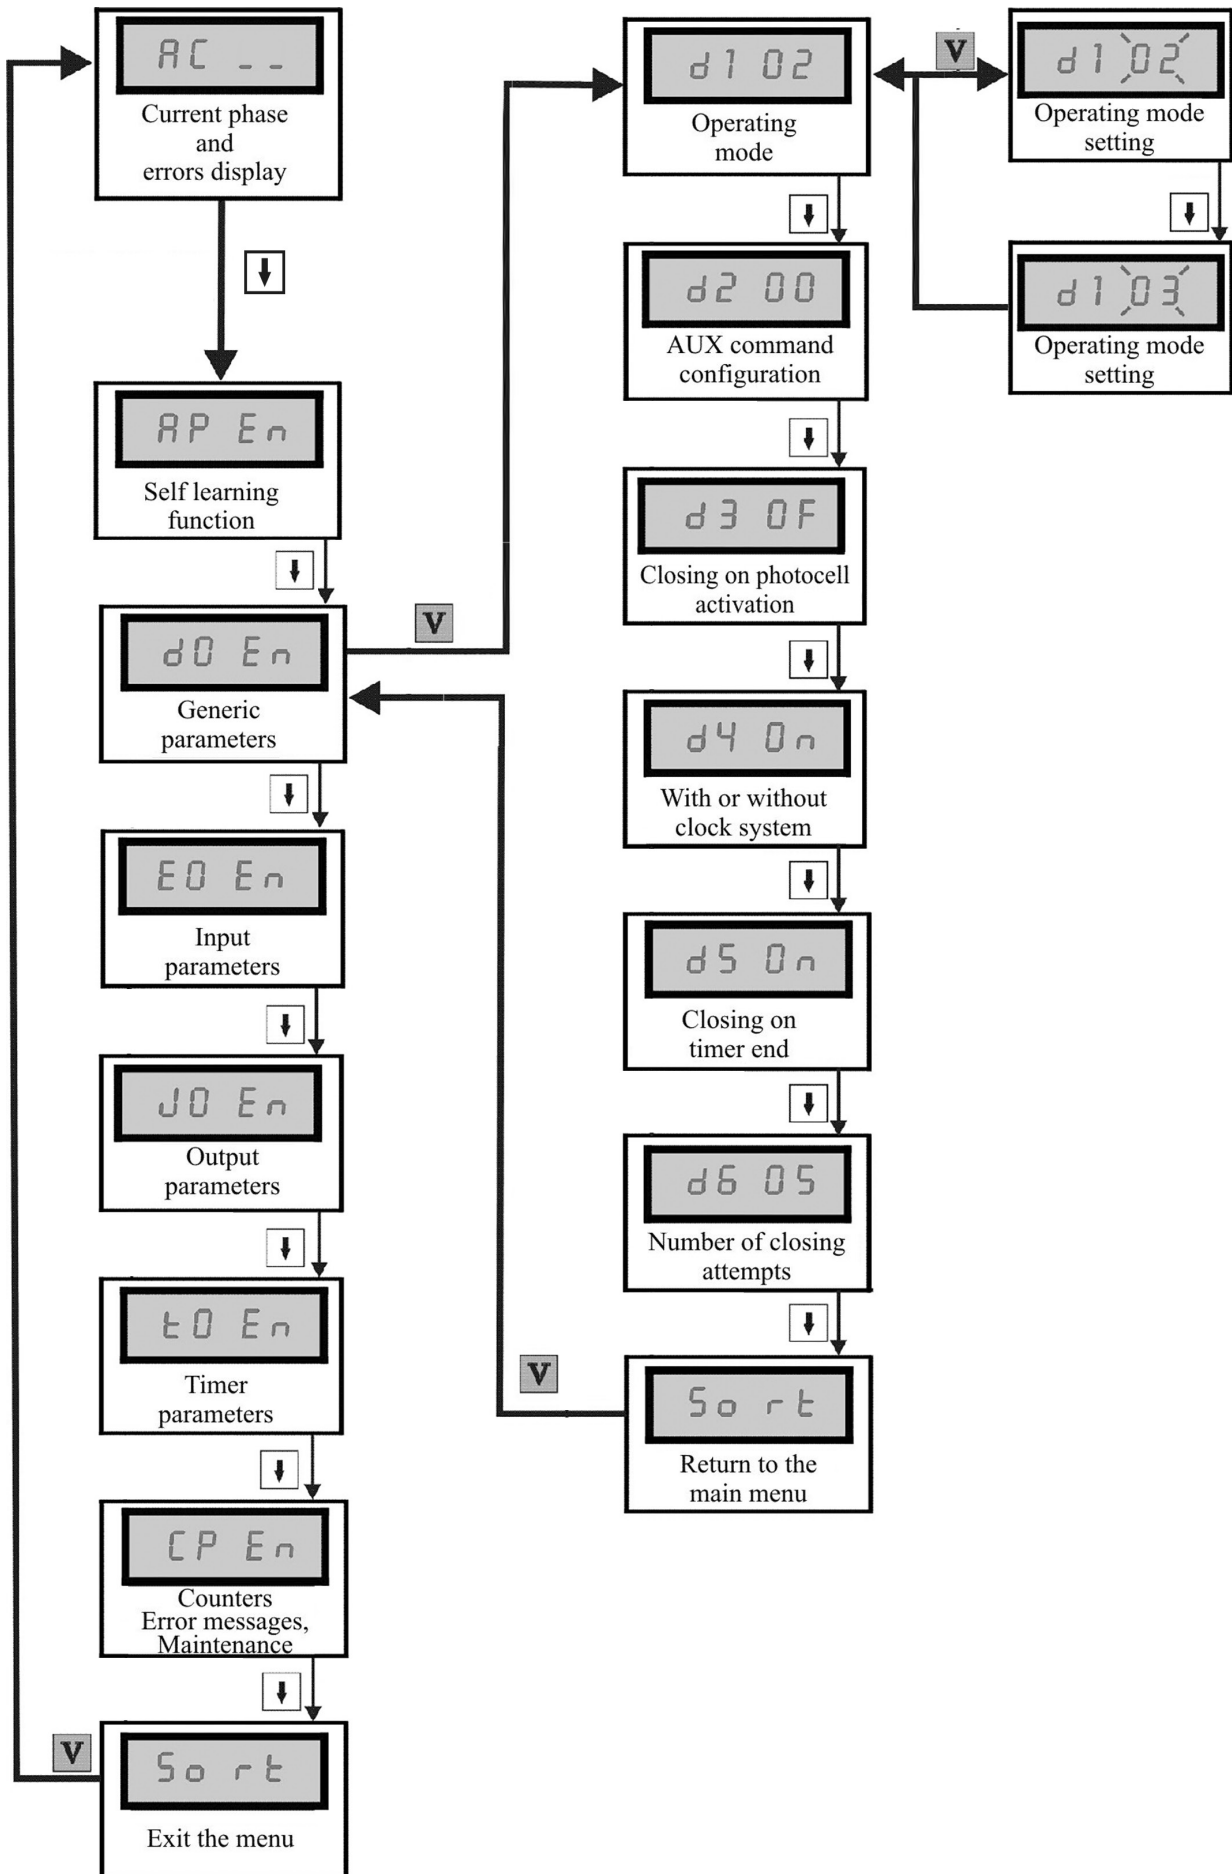 AC _ _
Current phase
and
errors display
AP En
Self learning
function
d0 En
Generic
parameters
V
E0 En
Input
parameters
J0 En
Output
parameters
t0 En
Timer
parameters
CP En
Counters
Error messages,
Maintenance
So rt
Exit the menu
V
d1 02
Operating
mode
d2 00
AUX command
configuration
d3 OF
Closing on photocell
activation
d4 On
With or without
clock system
d5 On
Closing on
timer end
d6 05
Number of closing
attempts
So rt
Return to the
main menu
V
V
d1 02
Operating mode
setting
d1 03
Operating mode
setting